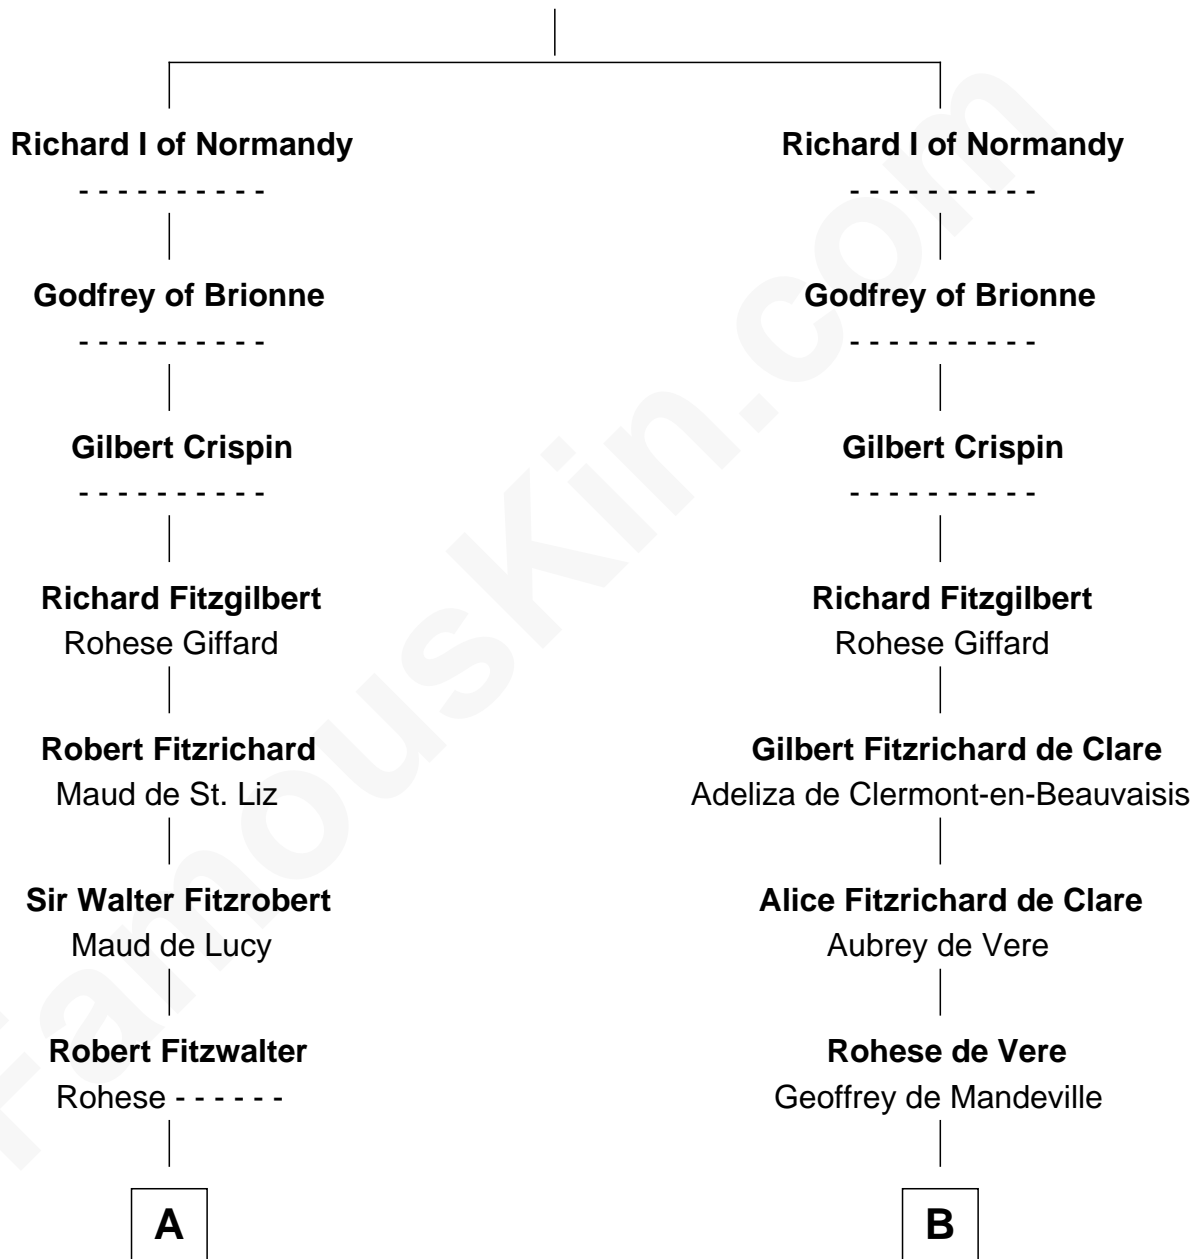 Richard I of Normandy
- - - - - - - - - -
Godfrey of Brionne
- - - - - - - - - -
Gilbert Crispin
- - - - - - - - - -
Richard Fitzgilbert
Rohese Giffard
Robert Fitzrichard
Maud de St. Liz
Sir Walter Fitzrobert
Maud de Lucy
Robert Fitzwalter
Rohese - - - - - -
A
Richard I of Normandy
- - - - - - - - - -
Godfrey of Brionne
- - - - - - - - - -
Gilbert Crispin
- - - - - - - - - -
Richard Fitzgilbert
Rohese Giffard
Gilbert Fitzrichard de Clare
Adeliza de Clermont-en-Beauvaisis
Alice Fitzrichard de Clare
Aubrey de Vere
Rohese de Vere
Geoffrey de Mandeville
B
FamousKin.com